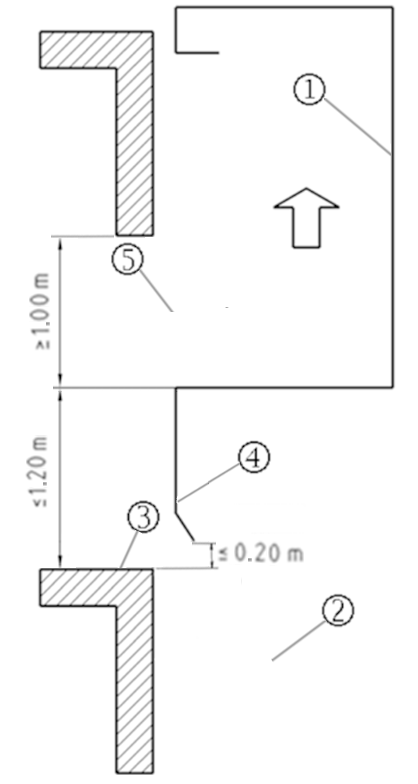 ①
⑤
≥1.00 m
≤1.20 m
④
③
≤ 0.20 m
②